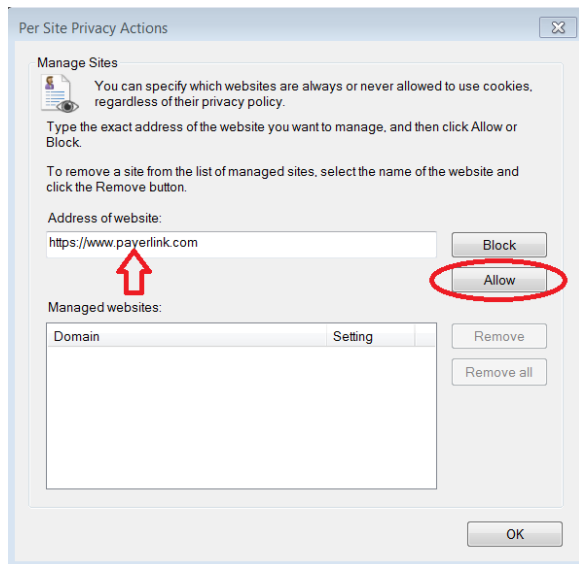 Per Site Privacy Actions
Manage Sites
You can specify which websites are always or never allowed to use cookies,
regardless of their privacy policy.
Type the exact address of the website you want to manage, and then click Allow or
Block.
To remove a site from the list of managed sites, select the name of the website and
click the Remove button.
Address of website:
https://www.payerlink.com
Block
Allow
Managed websites:
Domain Setting
Remove
Remove all
OK